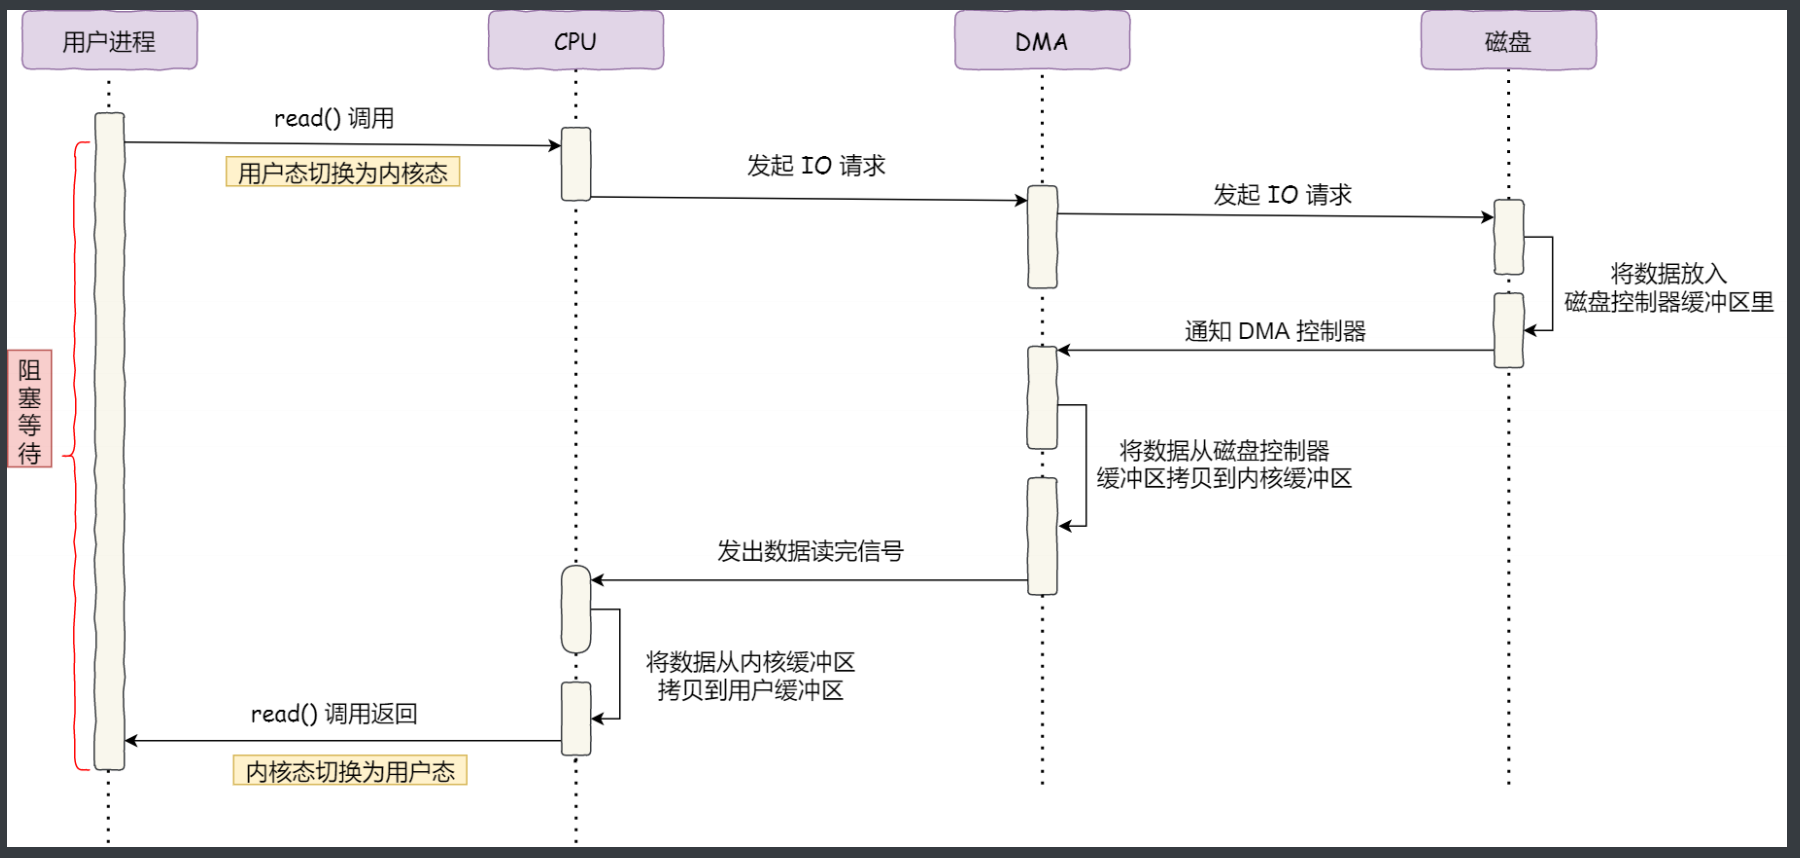 用户进程
CPU
DMA
磁盘
read() 调用
用户态切换为内核态
发起 IO 请求
发起 IO 请求
将数据放入
磁盘控制器缓冲区里
通知 DMA 控制器
阻
塞
等
待
将数据从磁盘控制器
缓冲区拷贝到内核缓冲区
发出数据读完信号
将数据从内核缓冲区
拷贝到用户缓冲区
read() 调用返回
内核态切换为用户态